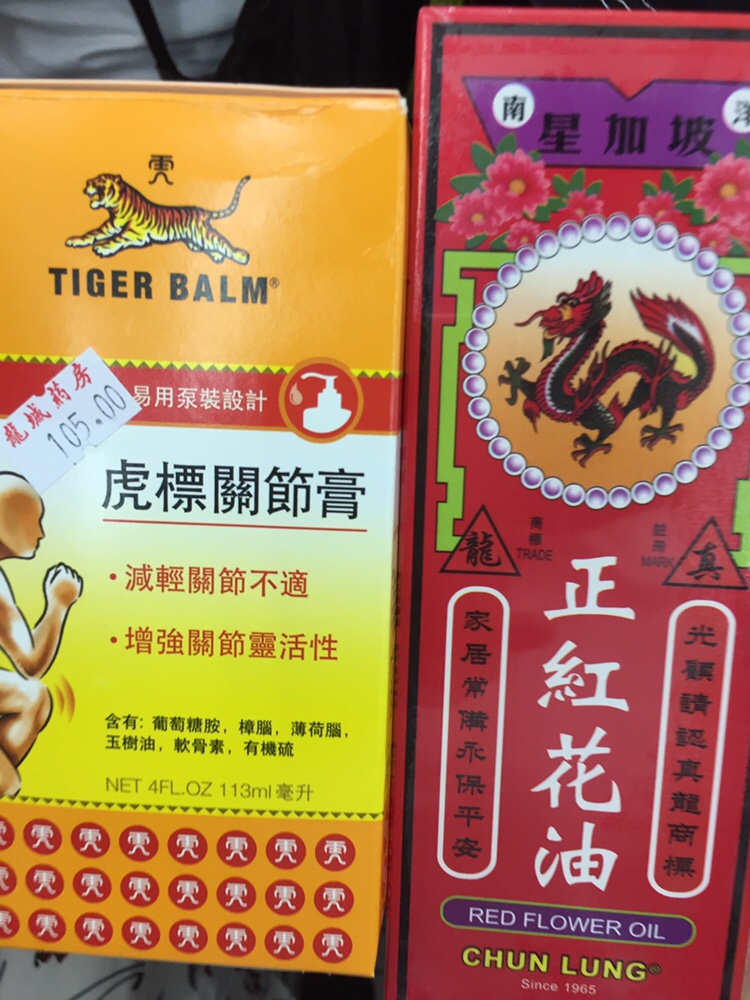 TIGER BALM®
龍城葯房
105.00
易用泵裝設計
虎標關節膏
·減輕關節不適
·增強關節靈活性
含有: 葡萄糖胺, 樟腦, 薄荷腦,
玉樹油, 軟骨素, 有機硫
NET 4FL.OZ 113ml 毫升
南
星加坡
龍
商標
TRADE
註冊
MARK
真
正紅花油
家居常備永保平安
光顧請認真龍商標
RED FLOWER OIL
CHUN LUNG®
Since 1965